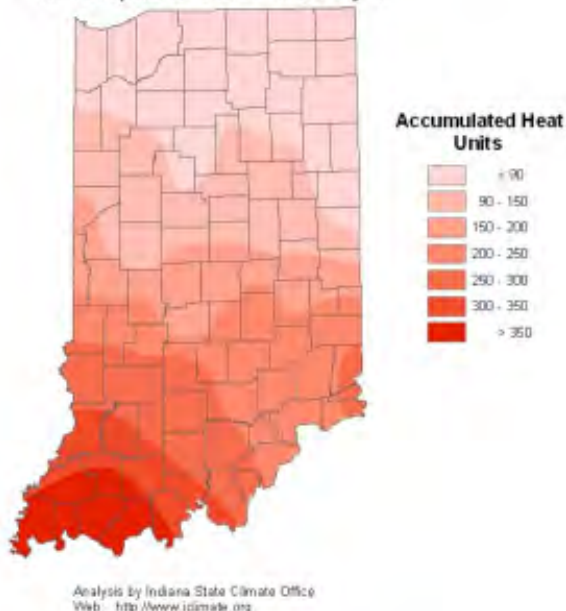 Accumulated Heat
Units
< 90
90 - 150
150 - 200
200 - 250
250 - 300
300 - 350
> 350
Analysis by Indiana State Climate Office
Web: http://www.iclimate.org